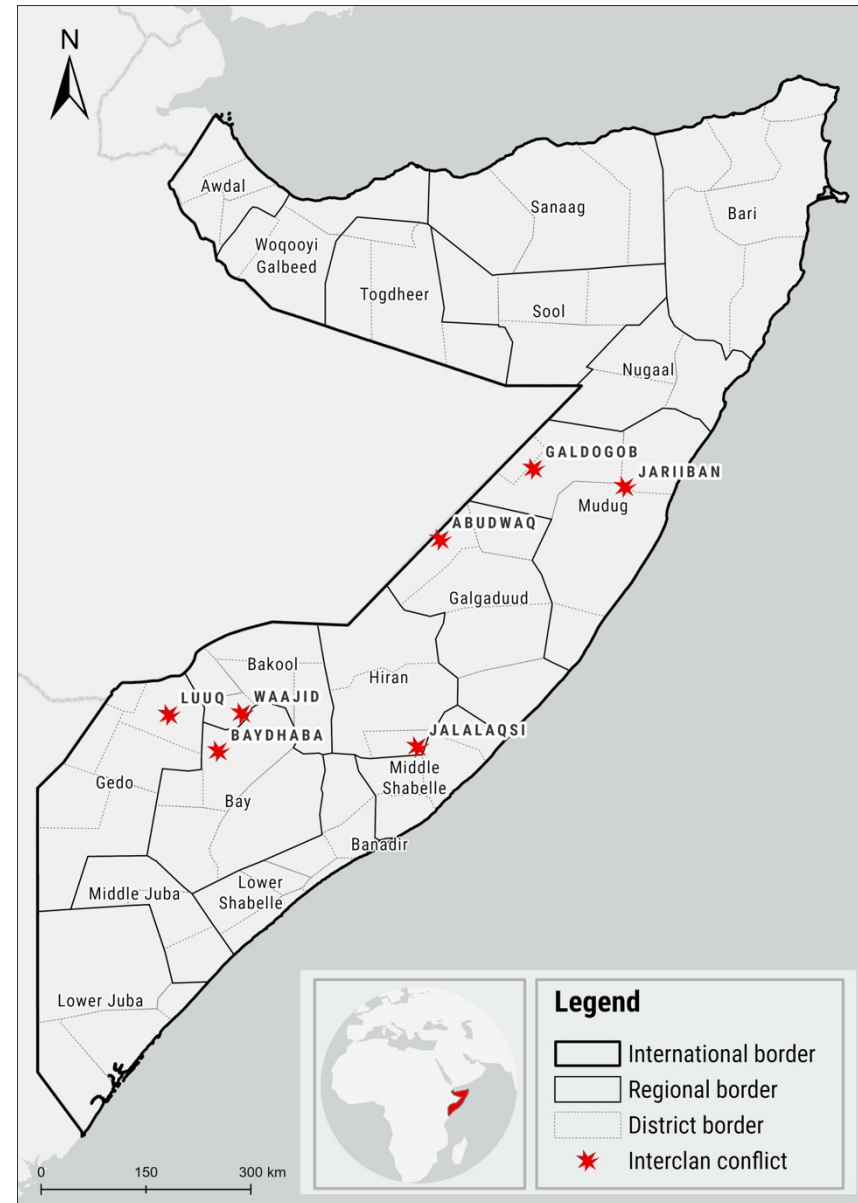 N
Awdal
Sanaag
Bari
Woqooyi
Galbeed
Togdheer
Sool
Nugaal
GALDOGOB
JARIIBAN
Mudug
ABUDWAQ
Galgaduud
Bakool
Hiran
LUUQ
WAAJID
BAYDHABA
JALALAQSI
Middle
Shabelle
Gedo
Bay
Banadir
Middle Juba
Lower
Shabelle
Lower Juba
0 150 300 km
Legend
International border
Regional border
District border
Interclan conflict